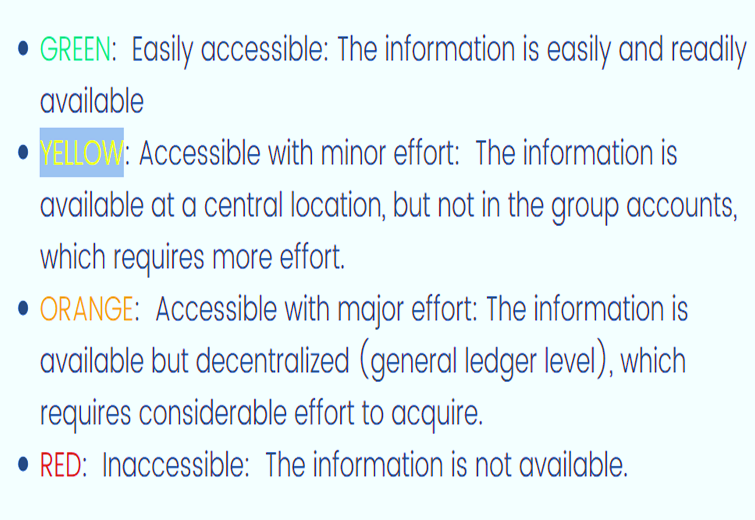 • GREEN:  Easily accessible: The information is easily and readily
available
• YELLOW: Accessible with minor effort:  The information is
available at a central location, but not in the group accounts,
which requires more effort.
• ORANGE:  Accessible with major effort: The information is
available but decentralized (general ledger level), which
requires considerable effort to acquire.
• RED:  Inaccessible:  The information is not available.